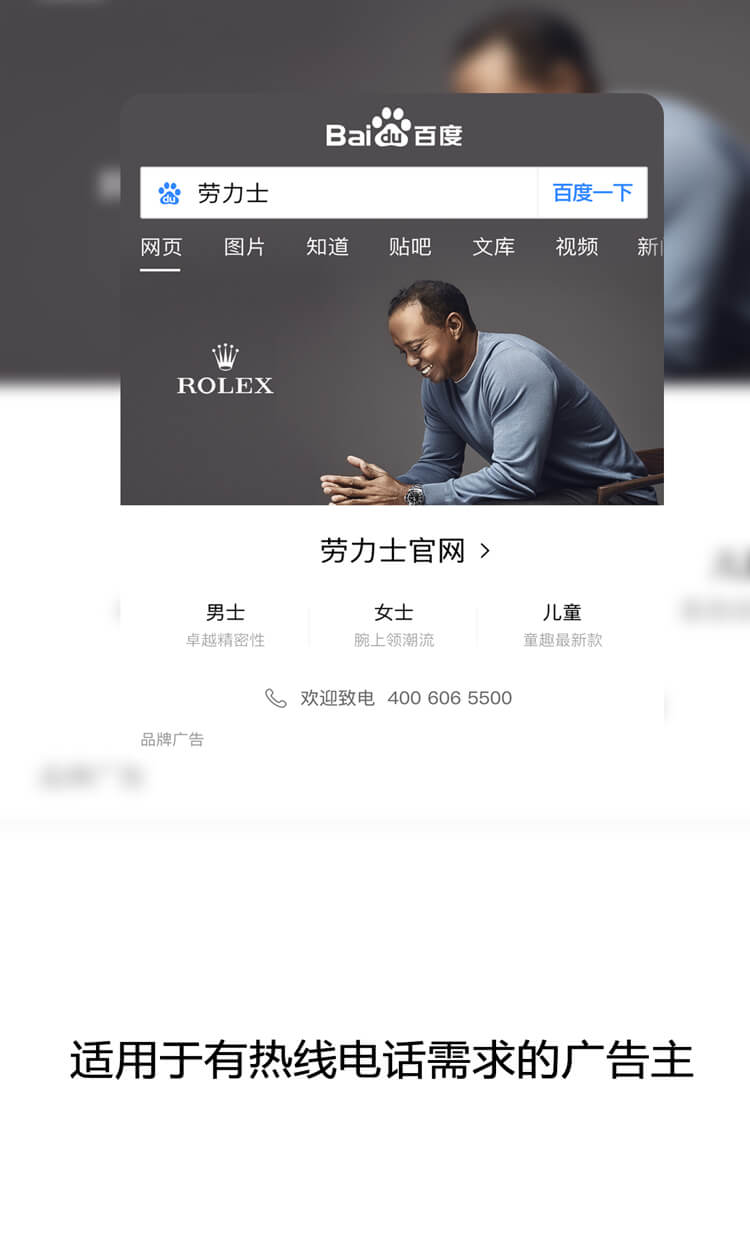 Bai du 百度
du 劳力士 百度一下
网页 图片 知道 贴吧 文库 视频 新
ROLEX
劳力士官网 >
男士 女士 儿童
卓越精密性 腕上领潮流 童趣最新款
欢迎致电 400 606 5500
品牌广告
适用于有热线电话需求的广告主